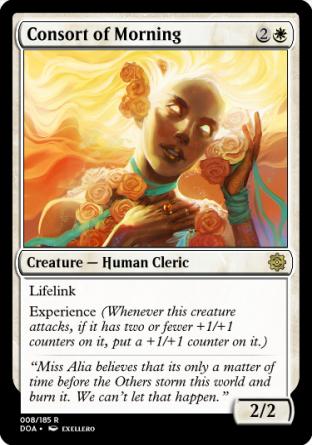 Consort of Morning 2
Creature — Human Cleric
Lifelink
Experience (Whenever this creature
attacks, if it has two or fewer +1/+1
counters on it, put a +1/+1 counter on it.)
“Miss Alia believes that its only a matter of
time before the Others storm this world and
burn it. We can't let that happen.”
2/2
008/185 R
DOA • EXELLERO